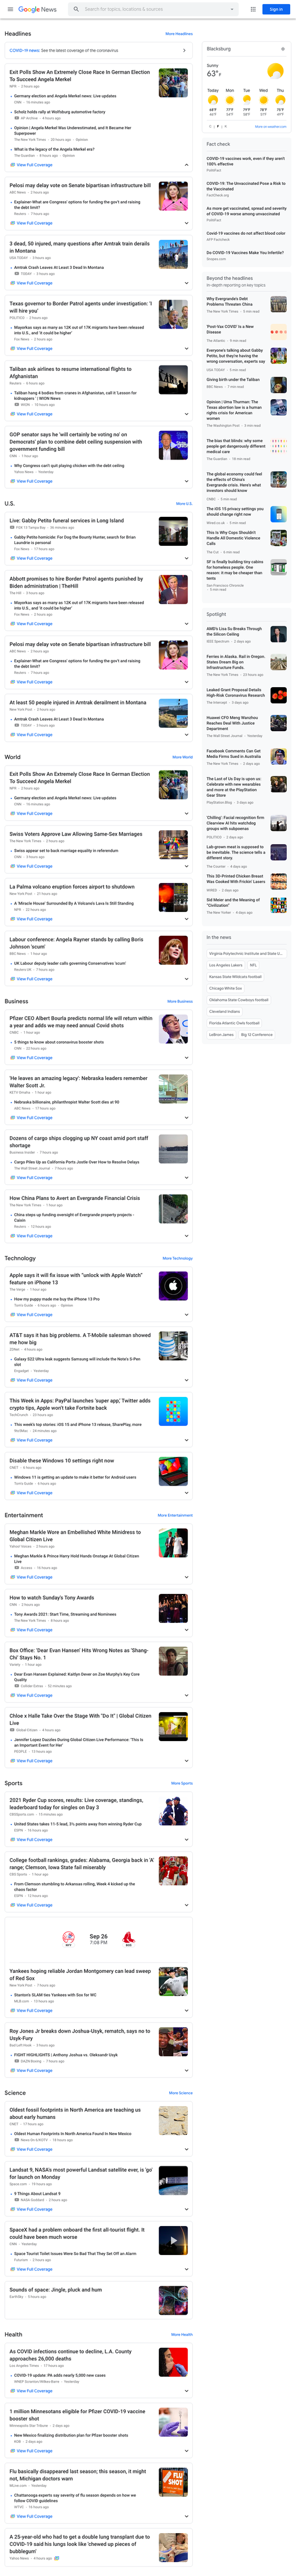 Google News
Search for topics, locations & sources
Sign in
Headlines
More Headlines
COVID-19 news: See the latest coverage of the coronavirus
Exit Polls Show An Extremely Close Race In German Election
To Succeed Angela Merkel
NPR · 3 hours ago
Germany election and Angela Merkel news: Live updates
CNN · 16 minutes ago
Scholz holds rally at Wolfsburg automotive factory
AP Archive · 4 hours ago
Opinion | Angela Merkel Was Underestimated, and It Became Her
Superpower
The New York Times · 20 hours ago · Opinion
What is the legacy of the Angela Merkel era?
The Guardian · 8 hours ago · Opinion
View Full Coverage
Pelosi may delay vote on Senate bipartisan infrastructure bill
ABC News · 2 hours ago
Explainer-What are Congress' options for funding the gov't and raising
the debt limit?
Reuters · 7 hours ago
View Full Coverage
3 dead, 50 injured, many questions after Amtrak train derails
in Montana
USA TODAY · 3 hours ago
Amtrak Crash Leaves At Least 3 Dead In Montana
TODAY · 3 hours ago
View Full Coverage
Texas governor to Border Patrol agents under investigation: 'I
will hire you'
POLITICO · 3 hours ago
Mayorkas says as many as 12K out of 17K migrants have been released
into U.S., and 'it could be higher'
Fox News · 2 hours ago
View Full Coverage
Taliban ask airlines to resume international flights to
Afghanistan
Reuters · 6 hours ago
Taliban hang 4 bodies from cranes in Afghanistan, call it 'Lesson for
kidnappers' | WION News
WION · 10 hours ago
View Full Coverage
GOP senator says he 'will certainly be voting no' on
Democrats' plan to combine debt ceiling suspension with
government funding bill
CNN · 1 hour ago
Why Congress can't quit playing chicken with the debt ceiling
Yahoo News · Yesterday
View Full Coverage
U.S.
More U.S.
Live: Gabby Petito funeral services in Long Island
FOX 13 Tampa Bay · 36 minutes ago
Gabby Petito homicide: For Dog the Bounty Hunter, search for Brian
Laundrie is personal
Fox News · 17 hours ago
View Full Coverage
Abbott promises to hire Border Patrol agents punished by
Biden administration | TheHill
The Hill · 3 hours ago
Mayorkas says as many as 12K out of 17K migrants have been released
into U.S., and 'it could be higher'
Fox News · 2 hours ago
View Full Coverage
Pelosi may delay vote on Senate bipartisan infrastructure bill
ABC News · 2 hours ago
Explainer-What are Congress' options for funding the gov't and raising
the debt limit?
Reuters · 7 hours ago
View Full Coverage
At least 50 people injured in Amtrak derailment in Montana
New York Post · 2 hours ago
Amtrak Crash Leaves At Least 3 Dead In Montana
TODAY · 3 hours ago
View Full Coverage
World
More World
Exit Polls Show An Extremely Close Race In German Election
To Succeed Angela Merkel
NPR · 3 hours ago
Germany election and Angela Merkel news: Live updates
CNN · 16 minutes ago
View Full Coverage
Swiss Voters Approve Law Allowing Same-Sex Marriages
The New York Times · 2 hours ago
Swiss appear set to back marriage equality in referendum
CNN · 3 hours ago
View Full Coverage
La Palma volcano eruption forces airport to shutdown
New York Post · 21 hours ago
A 'Miracle House' Surrounded By A Volcano's Lava Is Still Standing
NPR · 22 hours ago
View Full Coverage
Labour conference: Angela Rayner stands by calling Boris
Johnson 'scum'
BBC News · 1 hour ago
UK Labour deputy leader calls governing Conservatives 'scum'
Reuters UK · 7 hours ago
View Full Coverage
Business
More Business
Pfizer CEO Albert Bourla predicts normal life will return within
a year and adds we may need annual Covid shots
CNBC · 1 hour ago
5 things to know about coronavirus booster shots
CNN · 22 hours ago
View Full Coverage
'He leaves an amazing legacy': Nebraska leaders remember
Walter Scott Jr.
KETV Omaha · 1 hour ago
Nebraska billionaire, philanthropist Walter Scott dies at 90
ABC News · 17 hours ago
View Full Coverage
Dozens of cargo ships clogging up NY coast amid port staff
shortage
Business Insider · 7 hours ago
Cargo Piles Up as California Ports Jostle Over How to Resolve Delays
The Wall Street Journal · 7 hours ago
View Full Coverage
How China Plans to Avert an Evergrande Financial Crisis
The New York Times · 1 hour ago
China steps up funding oversight of Evergrande property projects -
Caixin
Reuters · 12 hours ago
View Full Coverage
Technology
More Technology
Apple says it will fix issue with "unlock with Apple Watch"
feature on iPhone 13
The Verge · 1 hour ago
How my puppy made me buy the iPhone 13 Pro
Tom's Guide · 6 hours ago · Opinion
View Full Coverage
AT&T says it has big problems. A T-Mobile salesman showed
me how big
ZDNet · 4 hours ago
Galaxy S22 Ultra leak suggests Samsung will include the Note's S-Pen
slot
Engadget · Yesterday
View Full Coverage
This Week in Apps: PayPal launches 'super app,' Twitter adds
crypto tips, Apple won't take Fortnite back
TechCrunch · 22 hours ago
This week's top stories: iOS 15 and iPhone 13 release, SharePlay, more
9to5Mac · 24 minutes ago
View Full Coverage
Disable these Windows 10 settings right now
CNET · 6 hours ago
Windows 11 is getting an update to make it better for Android users
Tom's Guide · 6 hours ago
View Full Coverage
Entertainment
More Entertainment
Meghan Markle Wore an Embellished White Minidress to
Global Citizen Live
Yahoo! Voices · 2 hours ago
Meghan Markle & Prince Harry Hold Hands Onstage At Global Citizen
Live
Access · 16 hours ago
View Full Coverage
How to watch Sunday's Tony Awards
CNN · 2 hours ago
Tony Awards 2021: Start Time, Streaming and Nominees
The New York Times · 8 hours ago
View Full Coverage
Box Office: 'Dear Evan Hansen' Hits Wrong Notes as 'Shang-
Chi' Stays No. 1
Variety · 1 hour ago
Dear Evan Hansen Explained: Kaitlyn Dever on Zoe Murphy's Key Core
Quality
Collider Extras · 52 minutes ago
View Full Coverage
Chloe x Halle Take Over the Stage With "Do It" | Global Citizen
Live
Global Citizen · 4 hours ago
Jennifer Lopez Dazzles During Global Citizen Live Performance: 'This Is
an Important Event for Her'
PEOPLE · 13 hours ago
View Full Coverage
Sports
More Sports
2021 Ryder Cup scores, results: Live coverage, standings,
leaderboard today for singles on Day 3
CBSSports.com · 15 minutes ago
United States takes 11-5 lead, 3½ points away from winning Ryder Cup
ESPN · 19 hours ago
View Full Coverage
College football rankings, grades: Alabama, Georgia back in 'A'
range; Clemson, Iowa State fail miserably
CBS Sports · 1 hour ago
From Clemson stumbling to Arkansas rolling, Week 4 kicked up the
chaos factor
ESPN · 12 hours ago
View Full Coverage
Sep 26
7:08 PM
NYY
BOS
Yankees hoping reliable Jordan Montgomery can lead sweep
of Red Sox
New York Post · 7 hours ago
Stanton's SLAM ties Yankees with Sox for WC
MLB.com · 13 hours ago
View Full Coverage
Roy Jones Jr breaks down Joshua-Usyk, rematch, says no to
Usyk-Fury
BadLeft Hook · 3 hours ago
FIGHT HIGHLIGHTS | Anthony Joshua vs. Oleksandr Usyk
DAZN Boxing · 7 hours ago
View Full Coverage
Science
More Science
Oldest fossil footprints in North America are teaching us
about early humans
CNET · 17 hours ago
Oldest Human Footprints in North America Found in New Mexico
News On 6 KOTV · 18 hours ago
View Full Coverage
Landsat 9, NASA's most powerful Landsat satellite ever, is 'go'
for launch on Monday
Space.com · 19 hours ago
9 Things About Landsat 9
NASA Goddard · 2 hours ago
View Full Coverage
SpaceX had a problem onboard the first all-tourist flight. It
could have been much worse
CNN · Yesterday
Space Tourist Toilet Issues Were So Bad That They Set Off an Alarm
Futurism · 2 hours ago
View Full Coverage
Sounds of space: Jingle, pluck and hum
EarthSky · 5 hours ago
Health
More Health
As COVID infections continue to decline, L.A. County
approaches 26,000 deaths
Los Angeles Times · 17 hours ago
COVID-19 update: PA adds nearly 5,000 new cases
WNEP Scranton/Wilkes-Barre · Yesterday
View Full Coverage
1 million Minnesotans eligible for Pfizer COVID-19 vaccine
booster shot
Minneapolis Star Tribune · 2 days ago
New Mexico finalizing distribution plan for Pfizer booster shots
KOB · 2 days ago
View Full Coverage
Flu basically disappeared last season; this season, it might
not, Michigan doctors warn
MLive.com · Yesterday
Chattanooga experts say severity of flu season depends on how we
follow COVID guidelines
WTVC · 16 hours ago
View Full Coverage
A 25-year-old who had to get a double lung transplant due to
COVID-19 said his lungs look like 'chewed up pieces of
bubblegum'
Yahoo News · 4 hours ago
Blacksburg
Sunny
63°F
Today Mon Tue Wed Thu
C | F | K
More on weather.com
Fact check
COVID-19 vaccines work, even if they aren't
100% effective
PolitiFact
COVID-19: The Unvaccinated Pose a Risk to
the Vaccinated
FactCheck.org
As more get vaccinated, spread and severity
of COVID-19 worse among unvaccinated
PolitiFact
Covid-19 vaccines do not affect blood color
AFP Factcheck
Do COVID-19 Vaccines Make You Infertile?
Snopes.com
Beyond the headlines
In-depth reporting on key topics
Why Evergrande's Debt
Problems Threaten China
The New York Times · 5 min read
'Post-Vax COVID' Is a New
Disease
The Atlantic · 9 min read
Everyone's talking about Gabby
Petito, but they're having the
wrong conversation, experts say
USA TODAY · 5 min read
Giving birth under the Taliban
BBC News · 7 min read
Opinion | Uma Thurman: The
Texas abortion law is a human
rights crisis for American
women
The Washington Post · 5 min read
The bias that blinds: why some
people get dangerously different
medical care
The Guardian · 19 min read
The global economy could feel
the effects of China's
Evergrande crisis. Here's what
investors should know
CNBC · 5 min read
The iOS 15 privacy settings you
should change right now
Wired.co.uk · 5 min read
This Is Why Cops Shouldn't
Handle All Domestic Violence
Calls
The Cut · 6 min read
SF is finally building tiny cabins
for homeless people. One
reason: It may be cheaper than
tents
San Francisco Chronicle
Spotlight
AMD's Lisa Su Breaks Through
the Silicon Ceiling
IEEE Spectrum · 2 days ago
Ferries in Alaska, Rail in Oregon.
States Dream Big on
Infrastructure Funds.
The New York Times · 23 hours ago
Leaked Grant Proposal Details
High-Risk Coronavirus Research
The Intercept · 3 days ago
Huawei CFO Meng Wanzhou
Reaches Deal With Justice
Department
The Wall Street Journal · Yesterday
Facebook Comments Can Get
Media Firms Sued in Australia
The New York Times · 2 days ago
The Last of Us Day is upon us:
Celebrate with new wearables
and more at the PlayStation
Gear Store
PlayStation.Blog · 3 days ago
'Chilling': Facial recognition firm
Clearview AI hits watchdog
groups with subpoenas
POLITICO · 2 days ago
Lab-grown meat is supposed to
be inevitable. The science tells a
different story.
The Counter · 4 days ago
This 3D-Printed Chicken Breast
Was Cooked With Frickin' Lasers
WIRED · 3 days ago
Sid Meier and the Meaning of
"Civilization"
The New Yorker · 4 days ago
In the news
Virginia Polytechnic Institute and State U...
Los Angeles Lakers
NFL
Kansas State Wildcats football
Chicago White Sox
Oklahoma State Cowboys football
Cleveland Indians
Florida Atlantic Owls football
LeBron James
Big 12 Conference